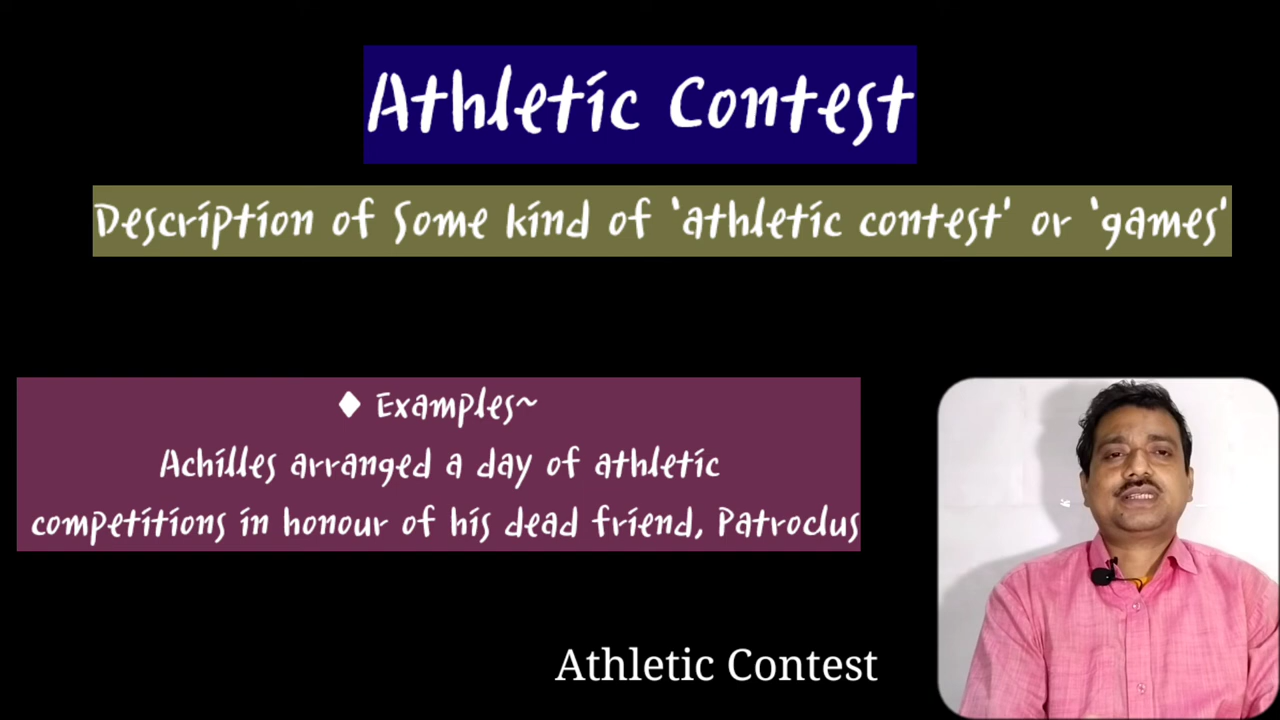 Athletic Contest
Description of Some kind of 'athletic contest' or 'games'
♦ Examples~
Achilles arranged a day of athletic
competitions in honour of his dead friend, Patroclus
Athletic Contest